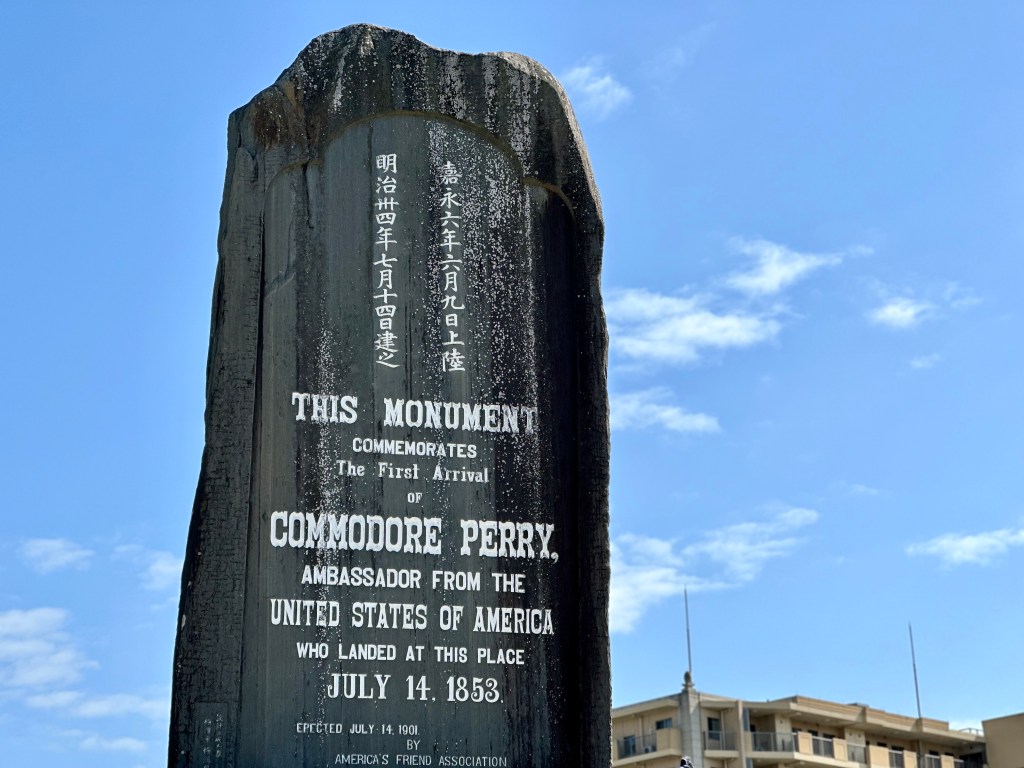 嘉永六年六月九日上陸
明治卅四年七月十四日建之
THIS MONUMENT
COMMEMORATES
The First Arrival
OF
COMMODORE PERRY,
AMBASSADOR FROM THE
UNITED STATES OF AMERICA
WHO LANDED AT THIS PLACE
JULY 14, 1853.
ERECTED JULY 14, 1901.
BY
AMERICA'S FRIEND ASSOCIATION